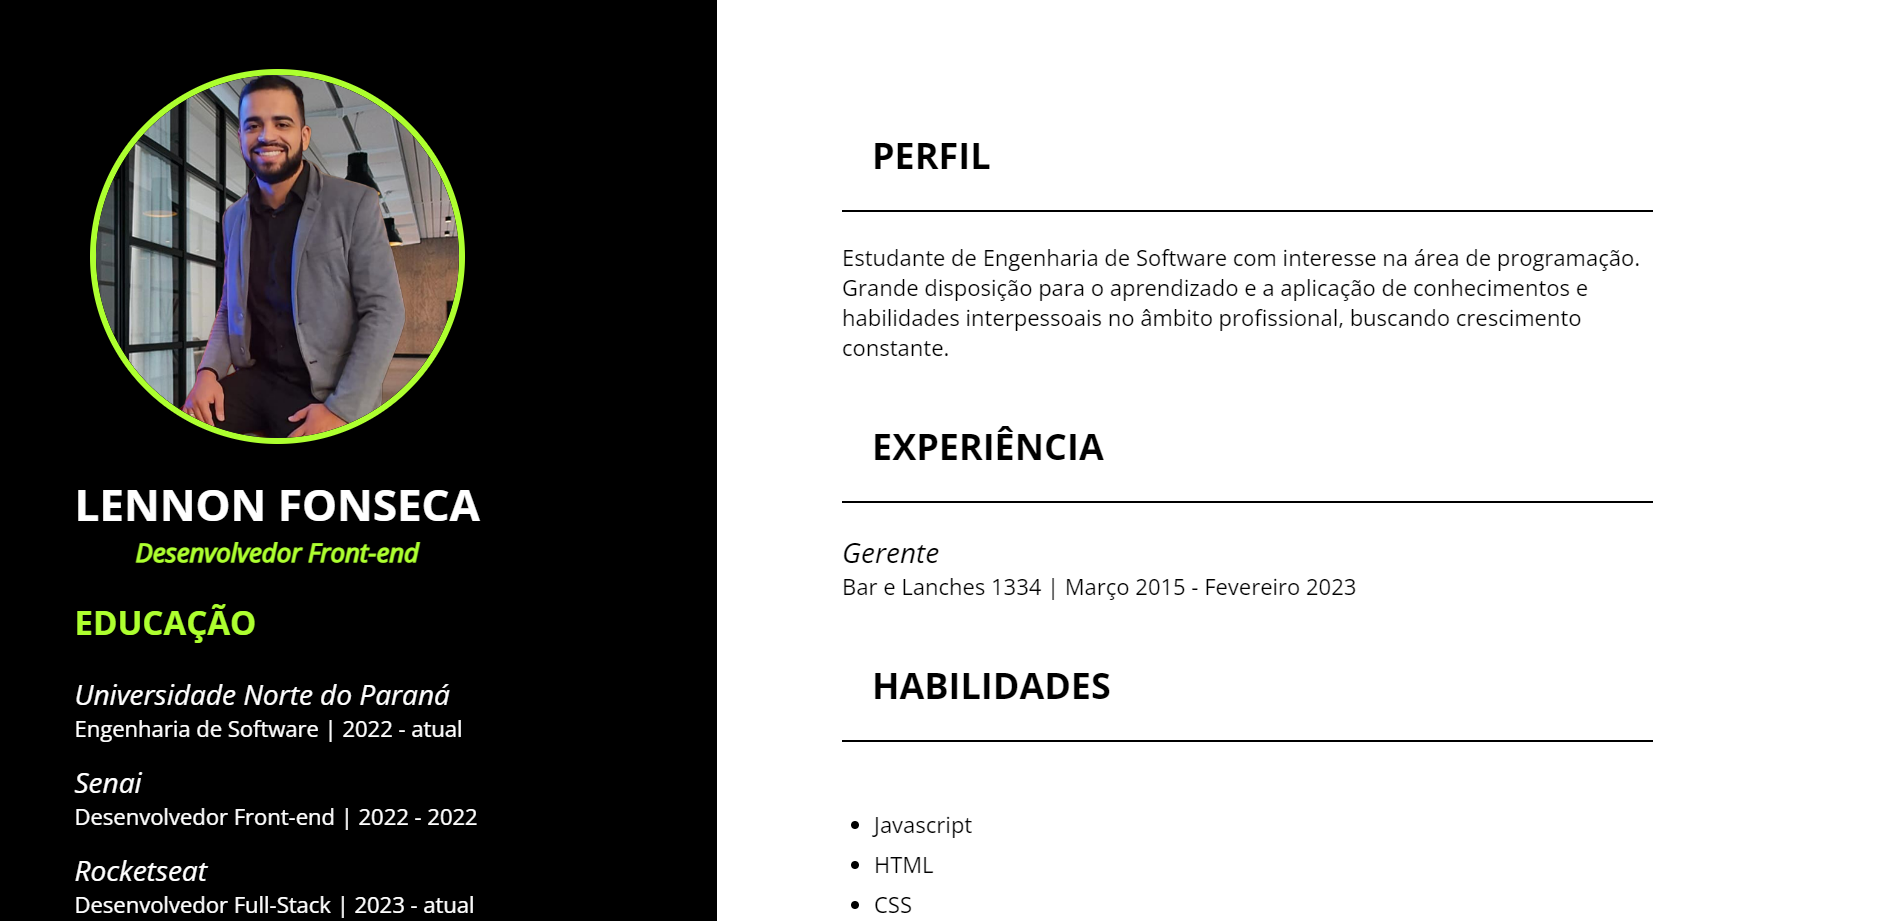 LENNON FONSECA
Desenvolvedor Front-end
EDUCAÇÃO
Universidade Norte do Paraná
Engenharia de Software | 2022 - atual
Senai
Desenvolvedor Front-end | 2022 - 2022
Rocketseat
Desenvolvedor Full-Stack | 2023 - atual
PERFIL
Estudante de Engenharia de Software com interesse na área de programação.
Grande disposição para o aprendizado e a aplicação de conhecimentos e
habilidades interpessoais no âmbito profissional, buscando crescimento
constante.
EXPERIÊNCIA
Gerente
Bar e Lanches 1334 | Março 2015 - Fevereiro 2023
HABILIDADES
Javascript
HTML
CSS